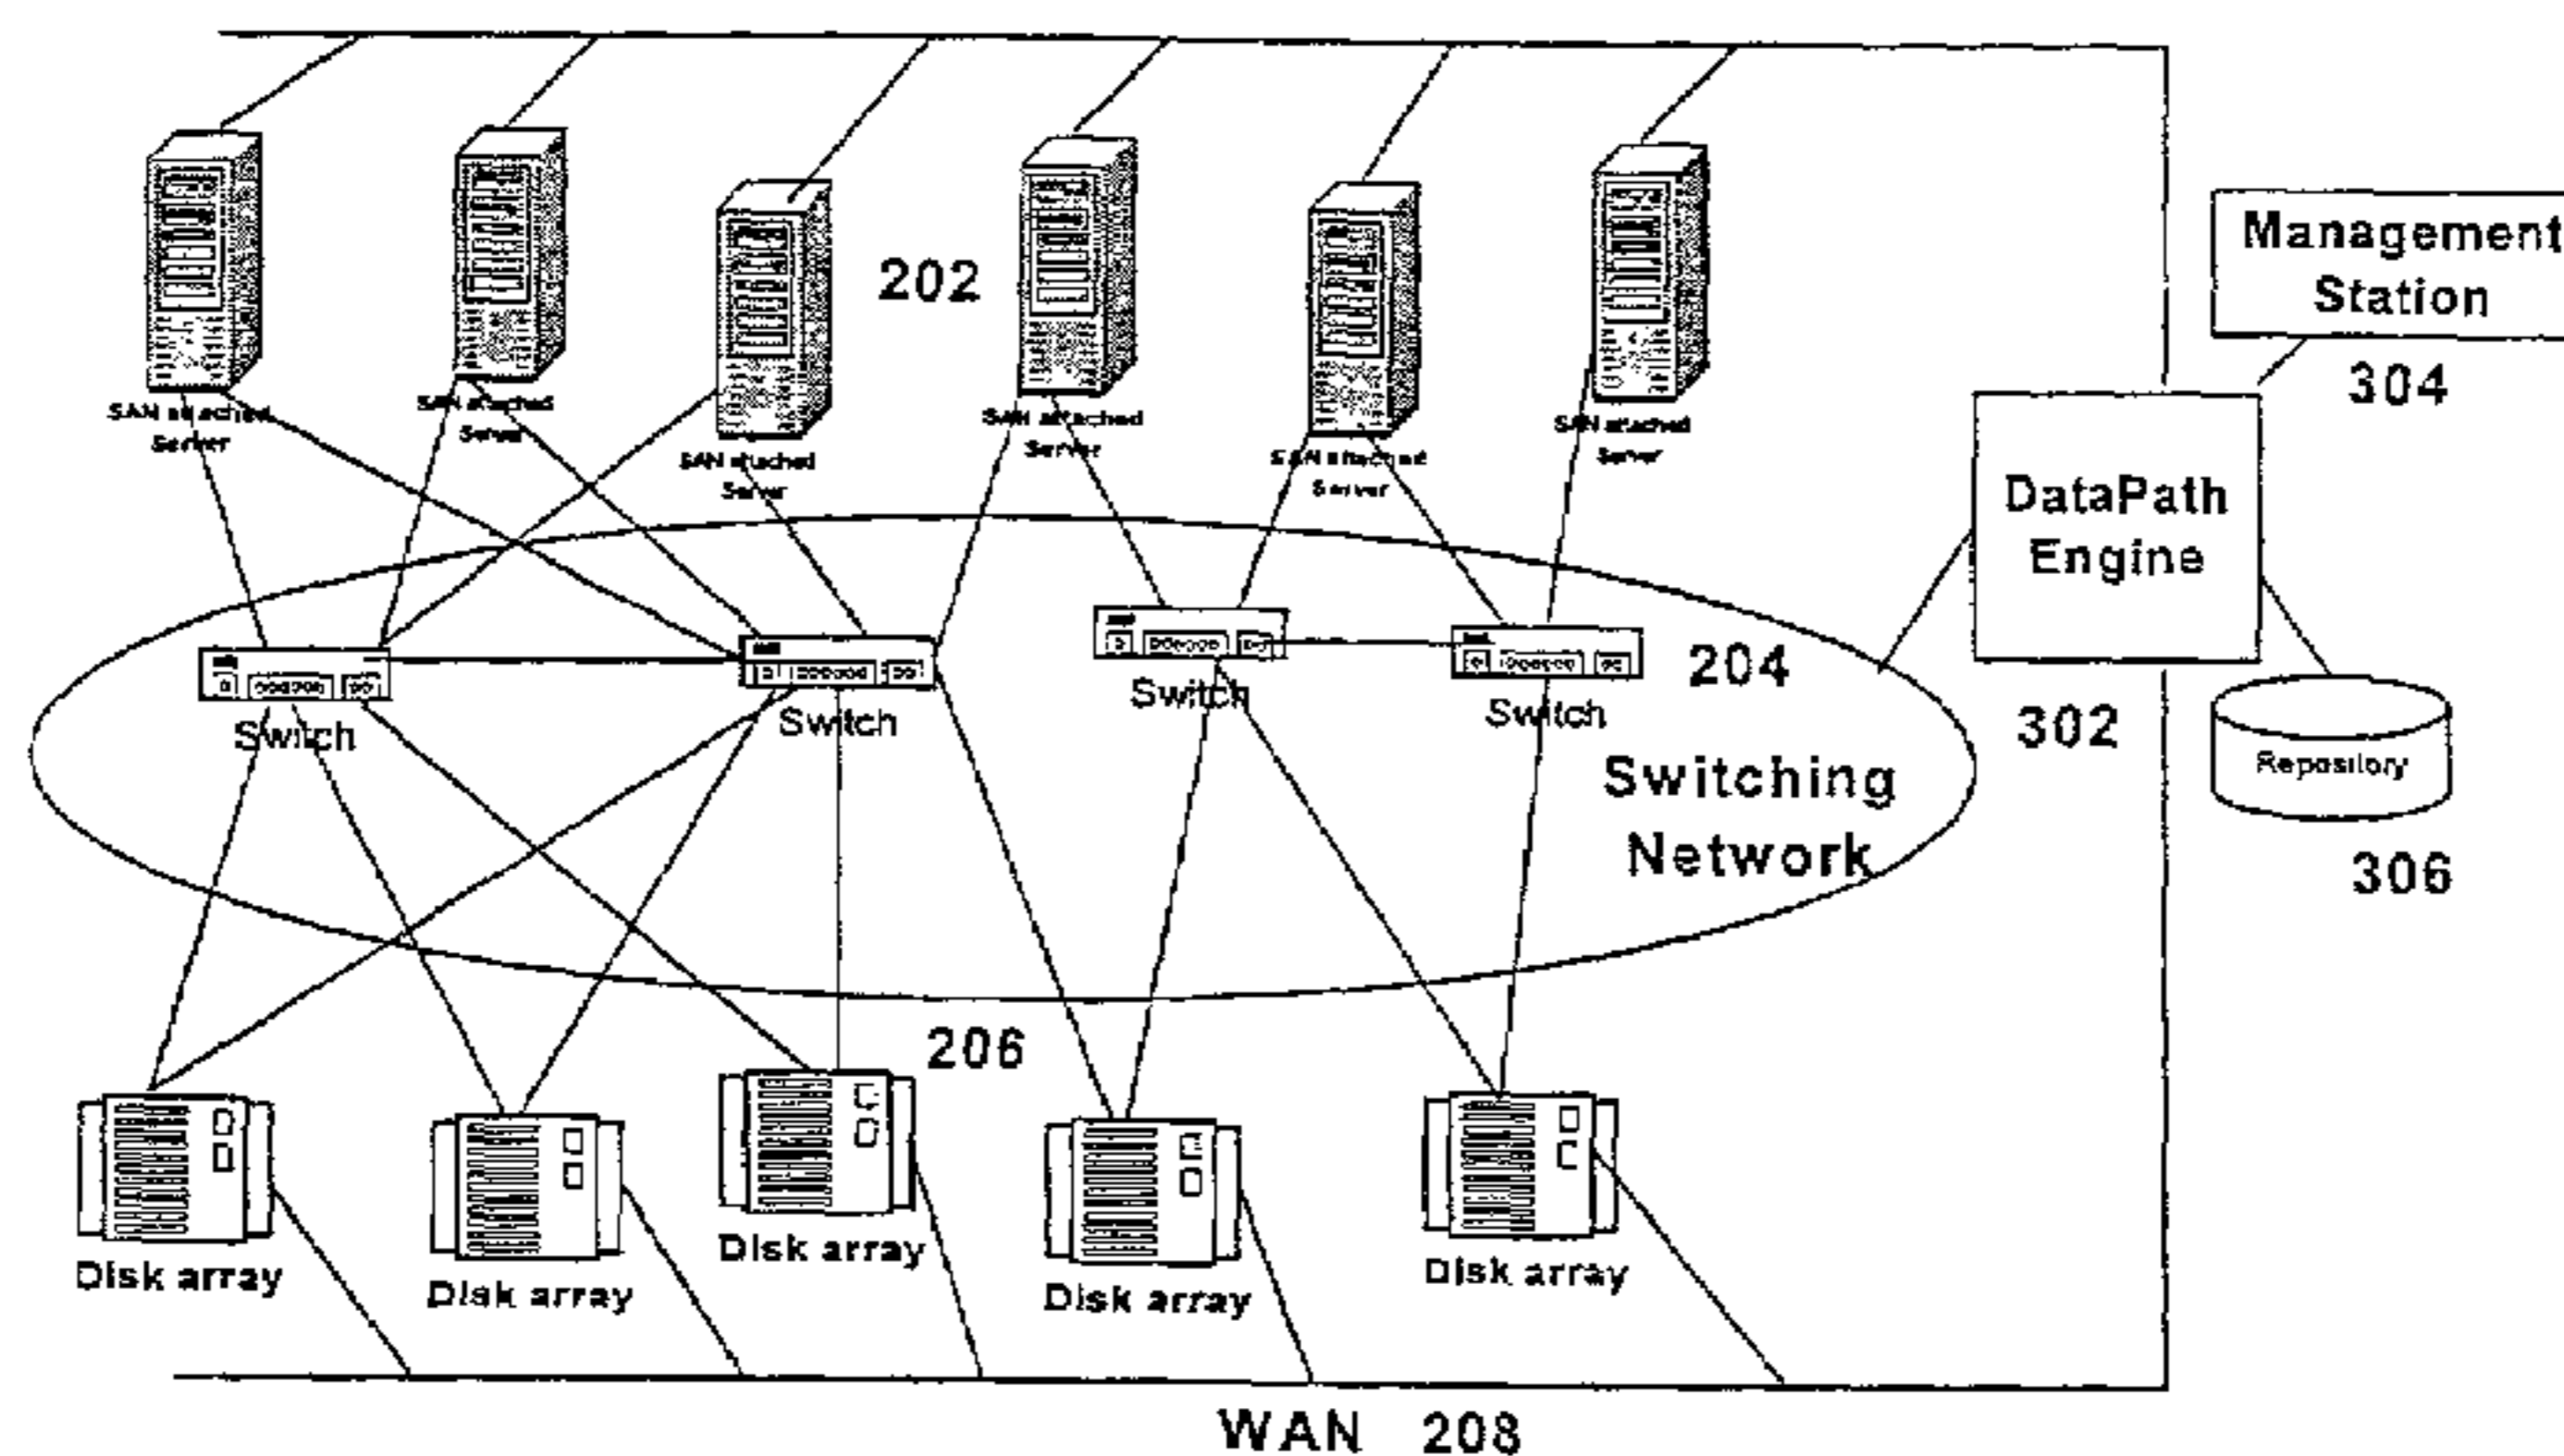 202
Management
Station
304
SAN attached
Server
SAN attached
Server
SAN attached
Server
SAN attached
Server
SAN attached
Server
SAN attached
Server
DataPath
Engine
302
Switch
Switch
Switch
Switch
204
Switching
Network
Repository
306
206
Disk array
Disk array
Disk array
Disk array
Disk array
WAN 208